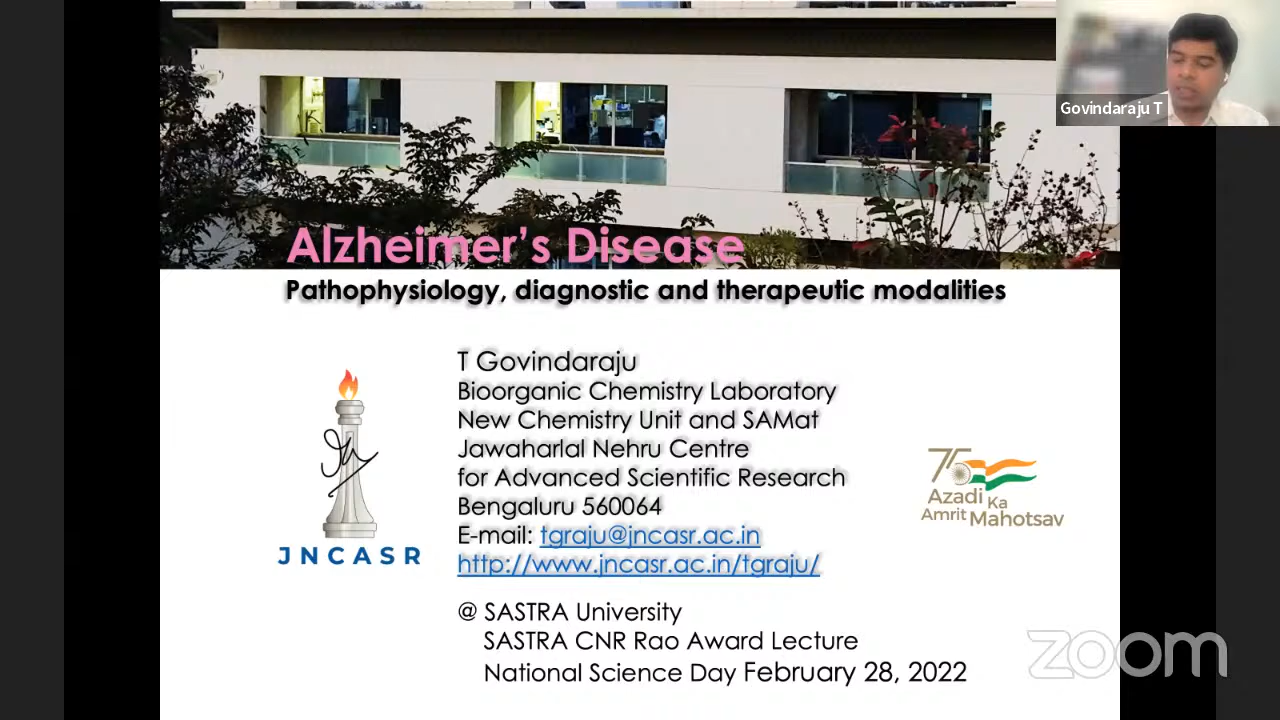 Govindaraju T
Alzheimer's Disease
Pathophysiology, diagnostic and therapeutic modalities
T Govindaraju
Bioorganic Chemistry Laboratory
New Chemistry Unit and SAMat
Jawaharlal Nehru Centre
for Advanced Scientific Research
Bengaluru 560064
E-mail: tgraju@jncasr.ac.in
http://www.jncasr.ac.in/tgraju/
JNCASR
75
Azadi Ka
Amrit Mahotsav
@ SASTRA University
SASTRA CNR Rao Award Lecture
National Science Day February 28, 2022
zoom